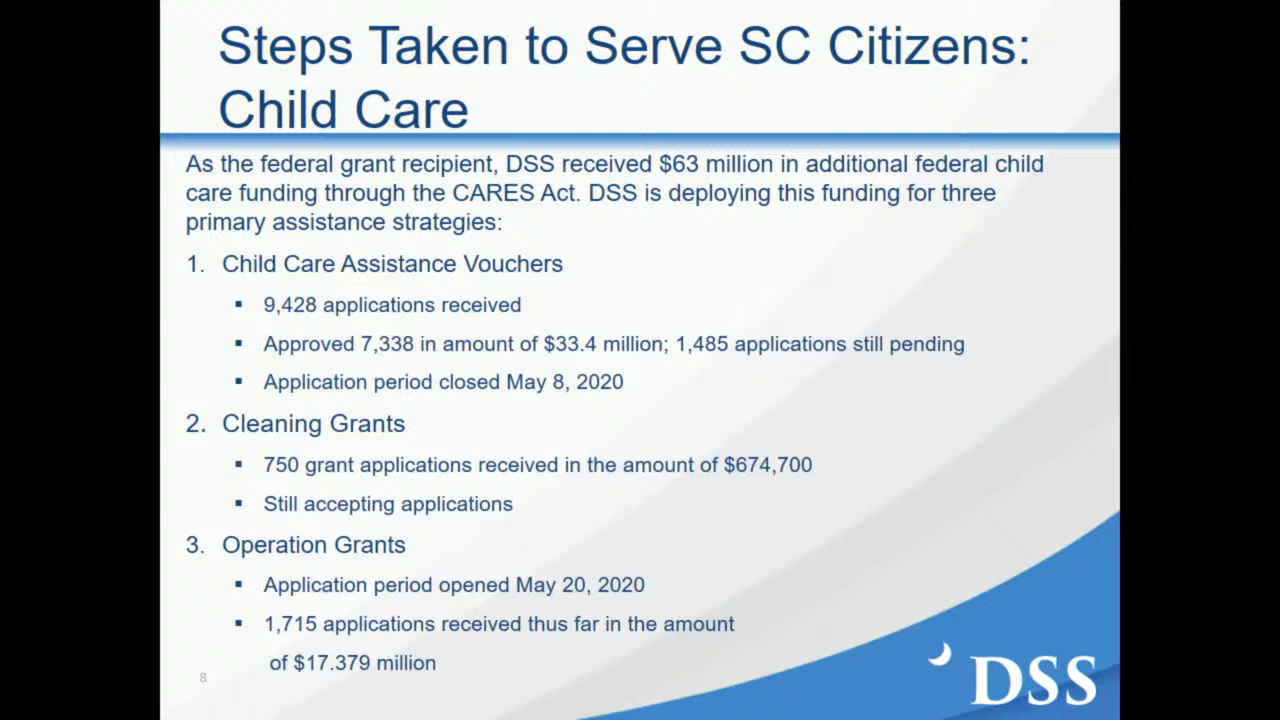 Steps Taken to Serve SC Citizens:
Child Care
As the federal grant recipient, DSS received $63 million in additional federal child
care funding through the CARES Act. DSS is deploying this funding for three
primary assistance strategies:
1. Child Care Assistance Vouchers
▪ 9,428 applications received
▪ Approved 7,338 in amount of $33.4 million; 1,485 applications still pending
▪ Application period closed May 8, 2020
2. Cleaning Grants
▪ 750 grant applications received in the amount of $674,700
▪ Still accepting applications
3. Operation Grants
▪ Application period opened May 20, 2020
▪ 1,715 applications received thus far in the amount
of $17.379 million
8
DSS